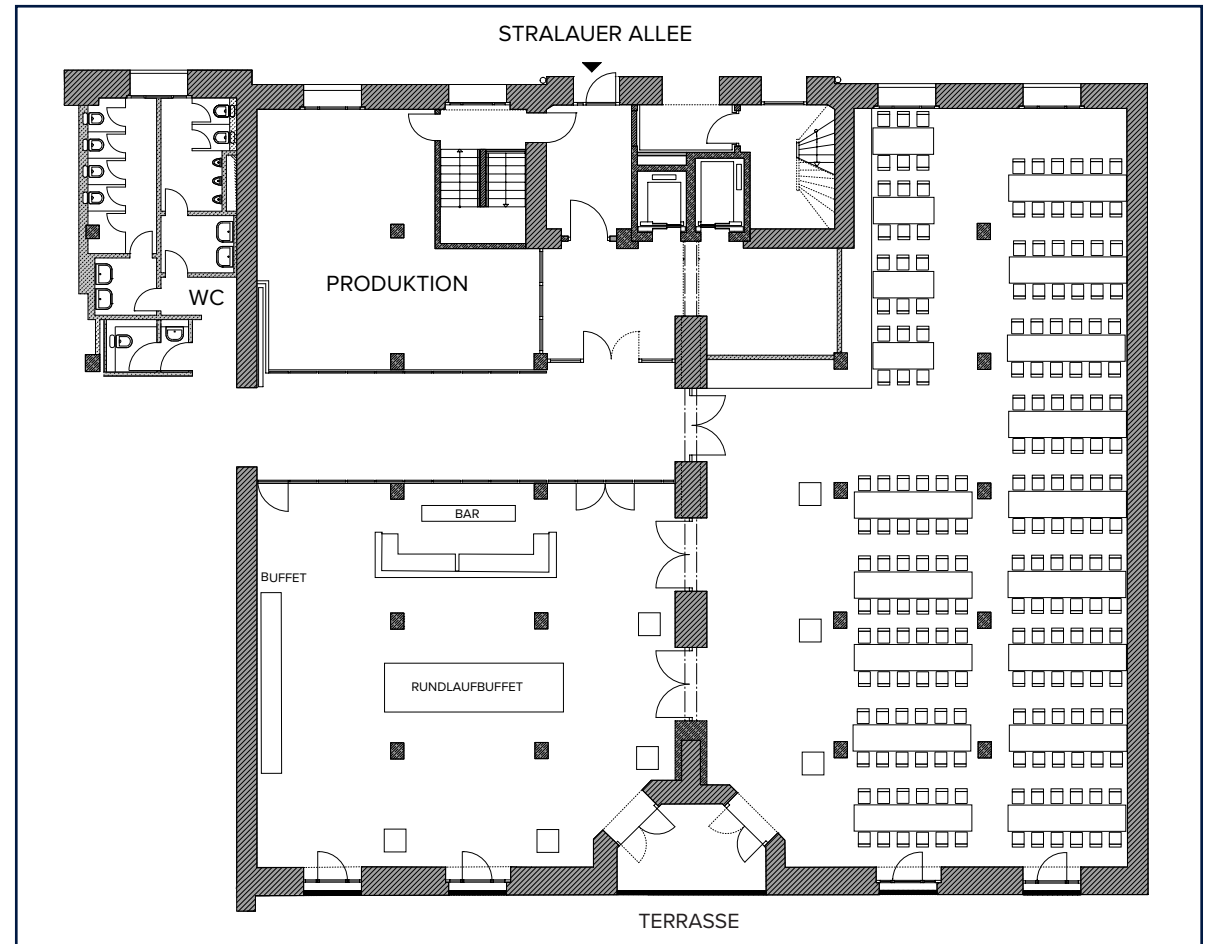 STRALAUER ALLEE
PRODUKTION
WC
BAR
BUFFET
RUNDLAUFBUFFET
TERRASSE